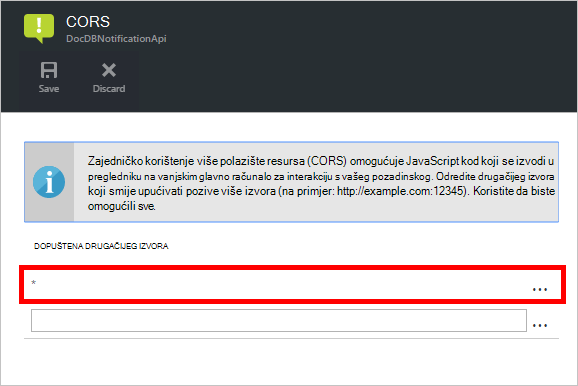 CORS
DocDBNotificationApi
Save Discard
Zajedničko korištenje više polazište resursa (CORS) omogućuje JavaScript kod koji se izvodi u
pregledniku na vanjskim glavno računalo za interakciju s vašeg pozadinskog. Odredite drugačijeg izvora
koji smije upućivati pozive više izvora (na primjer: http://example.com:12345). Koristite da biste
omogućili sve.
DOPUŠTENA DRUGAČIJEG IZVORA
* ...
...